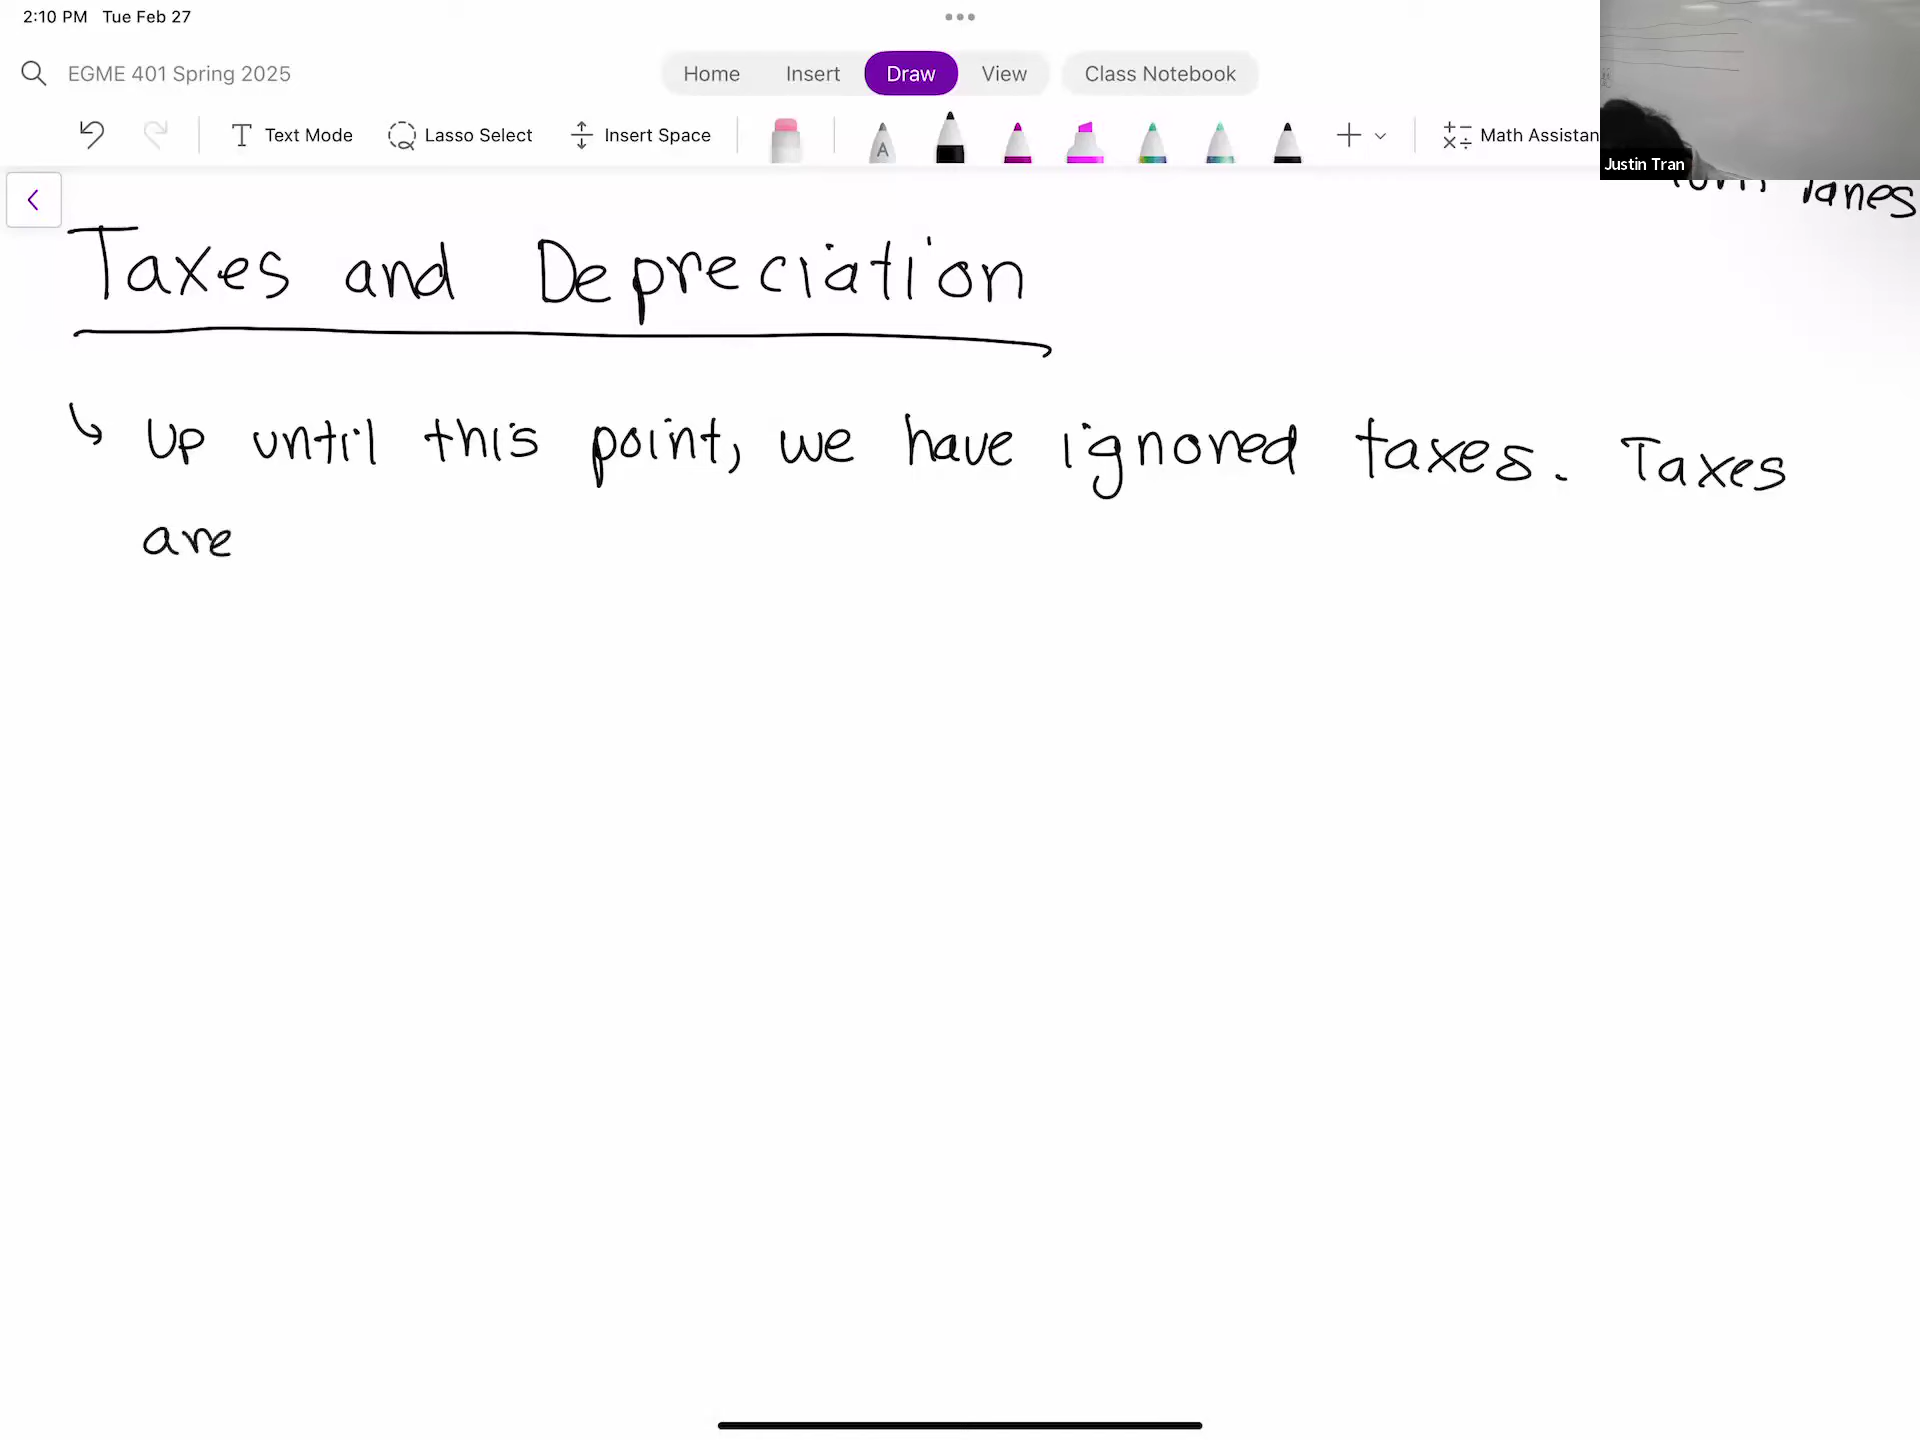 2:10 PM Tue Feb 27
EGME 401 Spring 2025
Home Insert Draw View Class Notebook
Text Mode Lasso Select Insert Space A Math Assistan
Justin Tran
lanes
Taxes and Depreciation
Up until this point, we have ignored taxes. Taxes
are